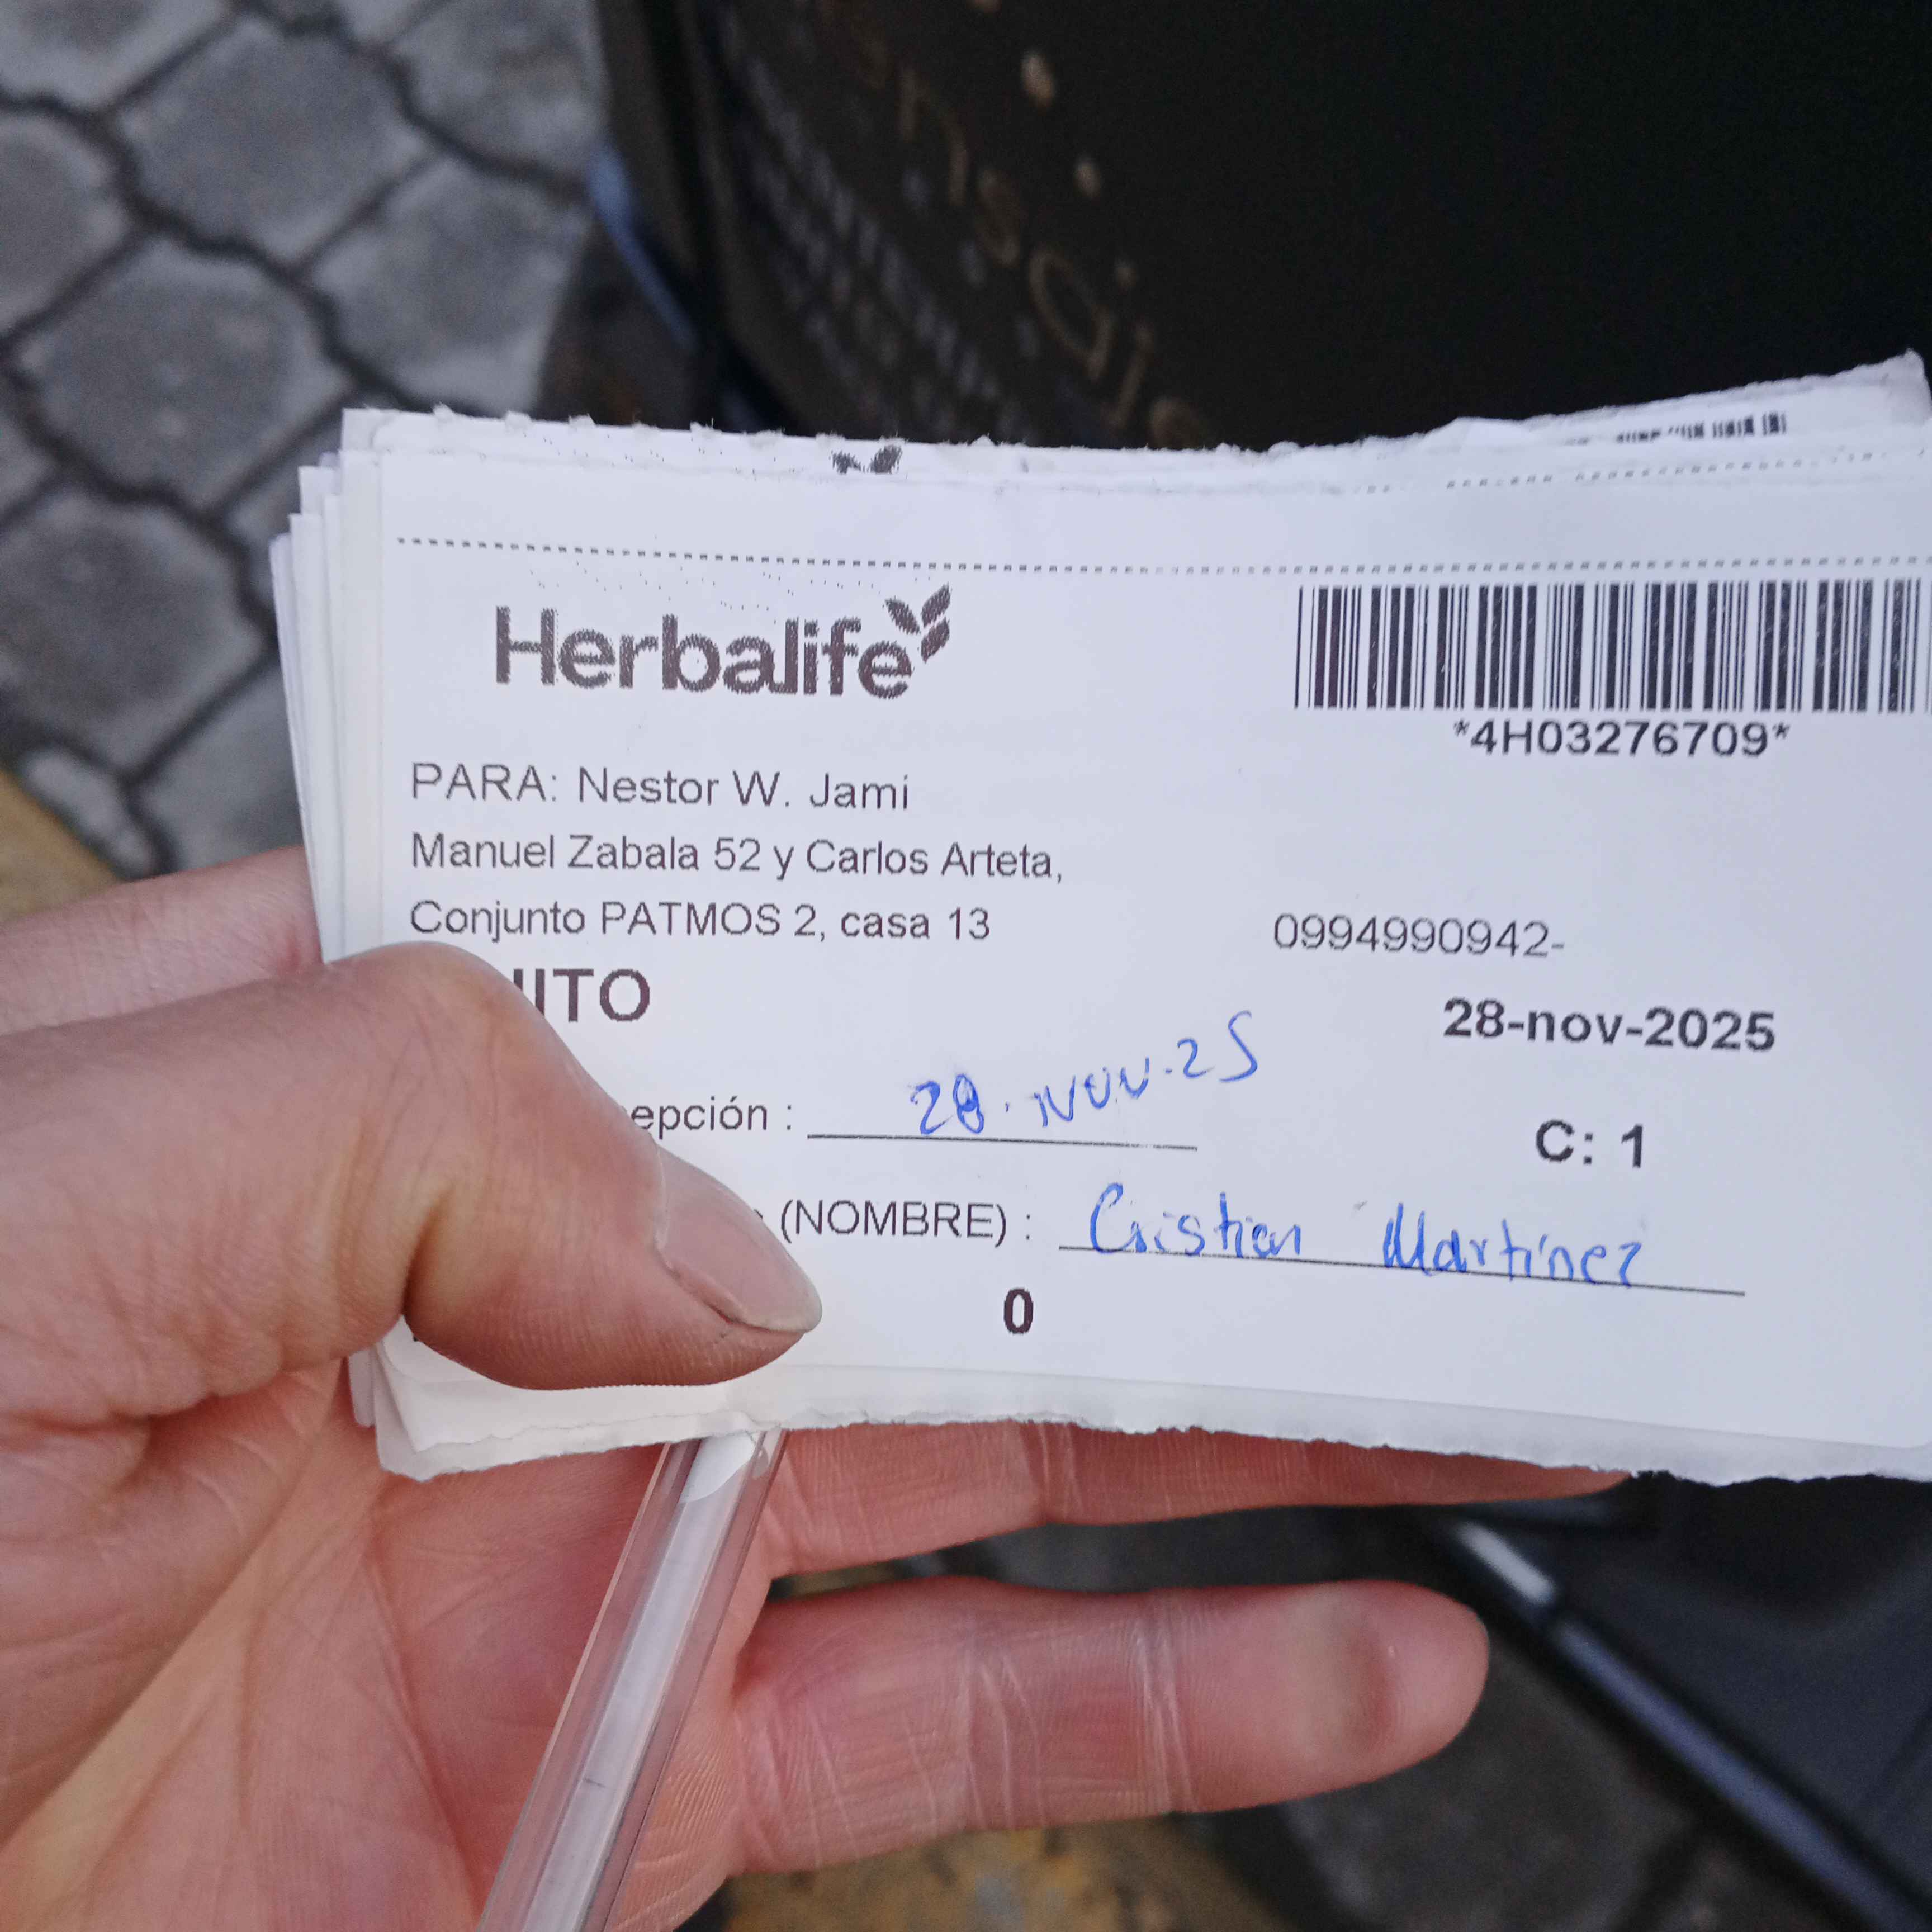 Herbalife
*4H03276709*
PARA: Nestor W. Jami
Manuel Zabala 52 y Carlos Arteta,
Conjunto PATMOS 2, casa 13
0994990942-
IITO
28-nov-2025
epción : 28. NOV. 25
C: 1
(NOMBRE) : Cristian Martínez
0